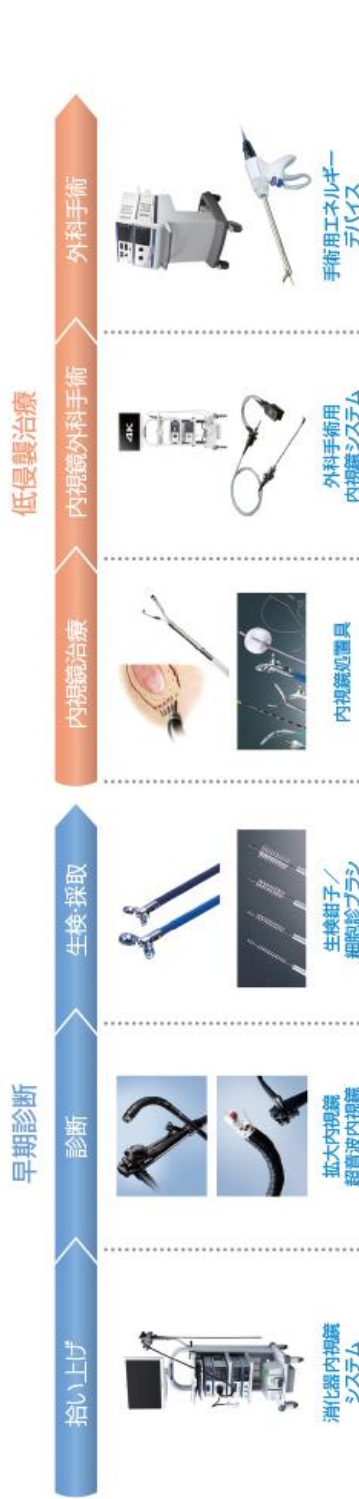 早期診断
低侵襲治療
拾い上げ
診断
生検・採取
内視鏡治療
内視鏡外科手術
外科手術
4K
消化器内視鏡
システム
拡大内視鏡
超音波内視鏡
生検鉗子／
細胞診ブラシ
内視鏡処置具
外科手術用
内視鏡システム
手術用エネルギー
デバイス